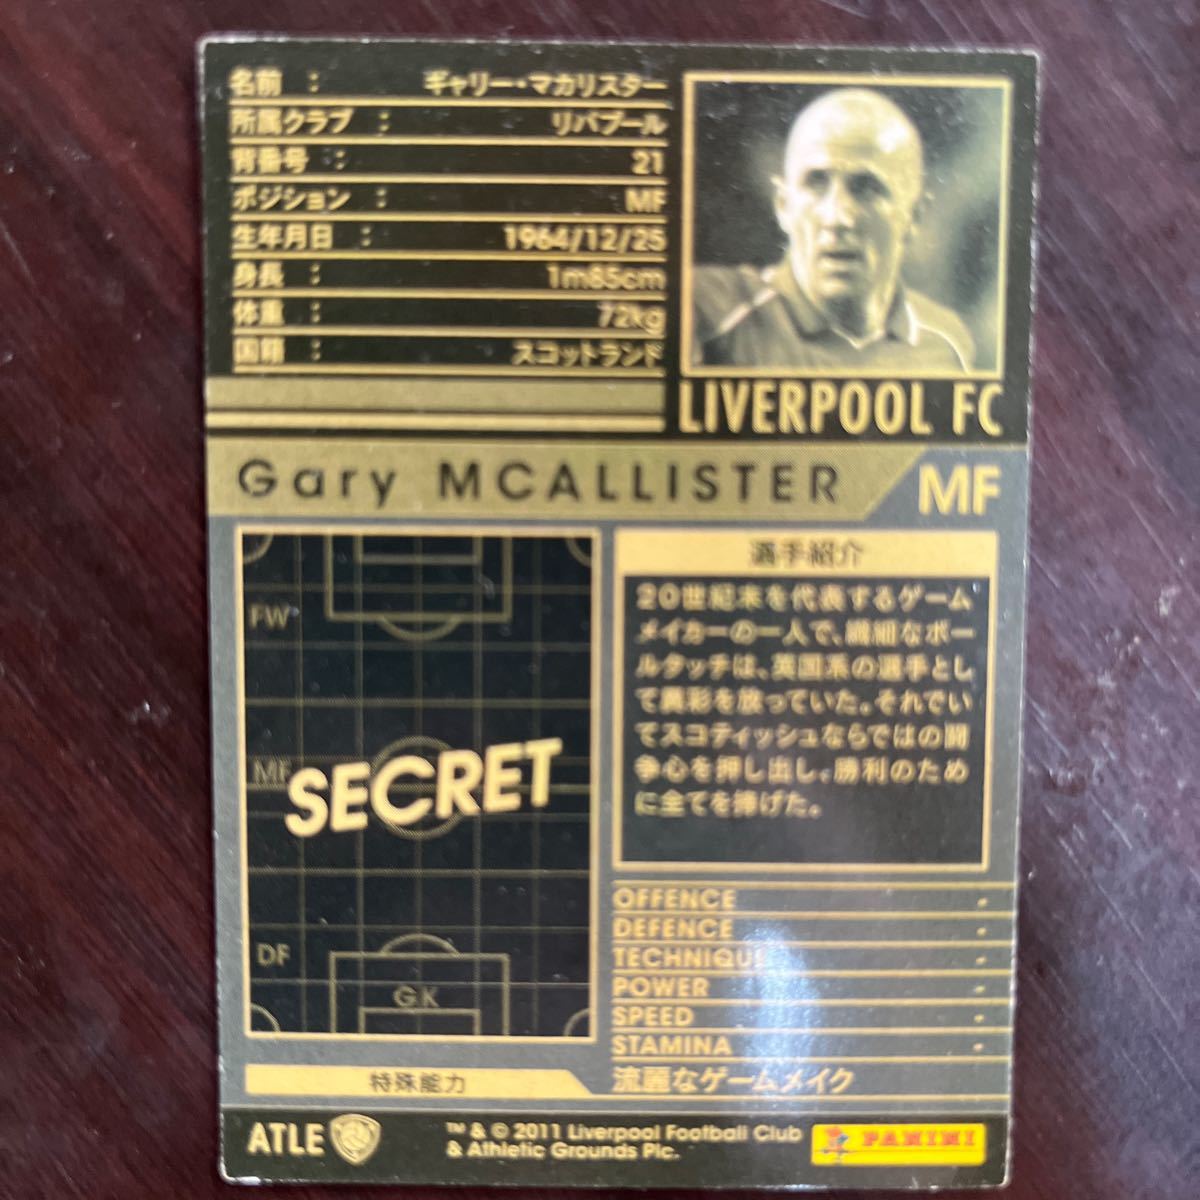 名前 : ギャリー・マカリスター
所属クラブ : リバプール
背番号 : 21
ポジション : MF
生年月日 : 1964/12/25
身長 : 1m85cm
体重 : 72kg
国籍 : スコットランド
LIVERPOOL FC
Gary MCALLISTER
MF
FW
MF
SECRET
DF
GK
選手紹介
20世紀末を代表するゲーム
メイカーの一人で、繊細なボー
ルタッチは、英国系の選手とし
て異彩を放っていた。それでい
てスコティッシュならではの闘
争心を押し出し、勝利のため
に全てを捧げた。
OFFENCE -
DEFENCE -
TECHNIQUE -
POWER -
SPEED -
STAMINA -
特殊能力 流麗なゲームメイク
ATLE
™ & © 2011 Liverpool Football Club
& Athletic Grounds Plc.
PANINI